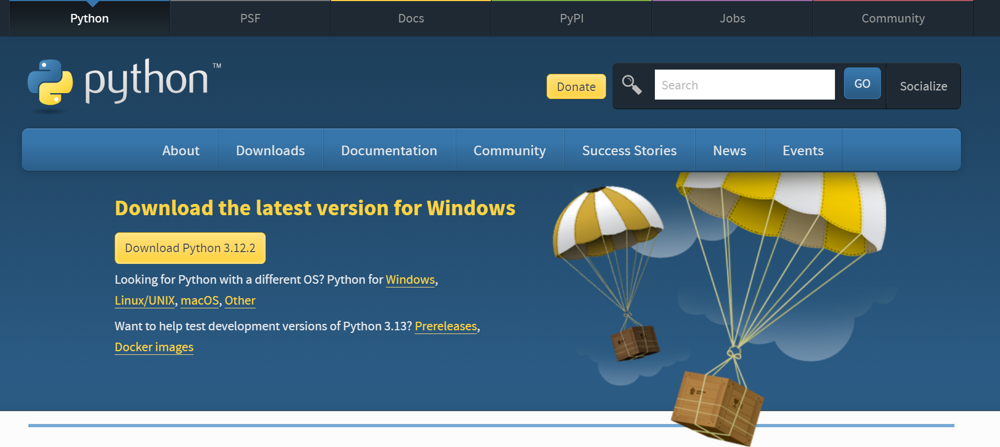 Python
PSF
Docs
PyPI
Jobs
Community
python™
Donate
Search
GO
Socialize
About
Downloads
Documentation
Community
Success Stories
News
Events
Download the latest version for Windows
Download Python 3.12.2
Looking for Python with a different OS? Python for Windows,
Linux/UNIX, macOS, Other
Want to help test development versions of Python 3.13? Prereleases,
Docker images